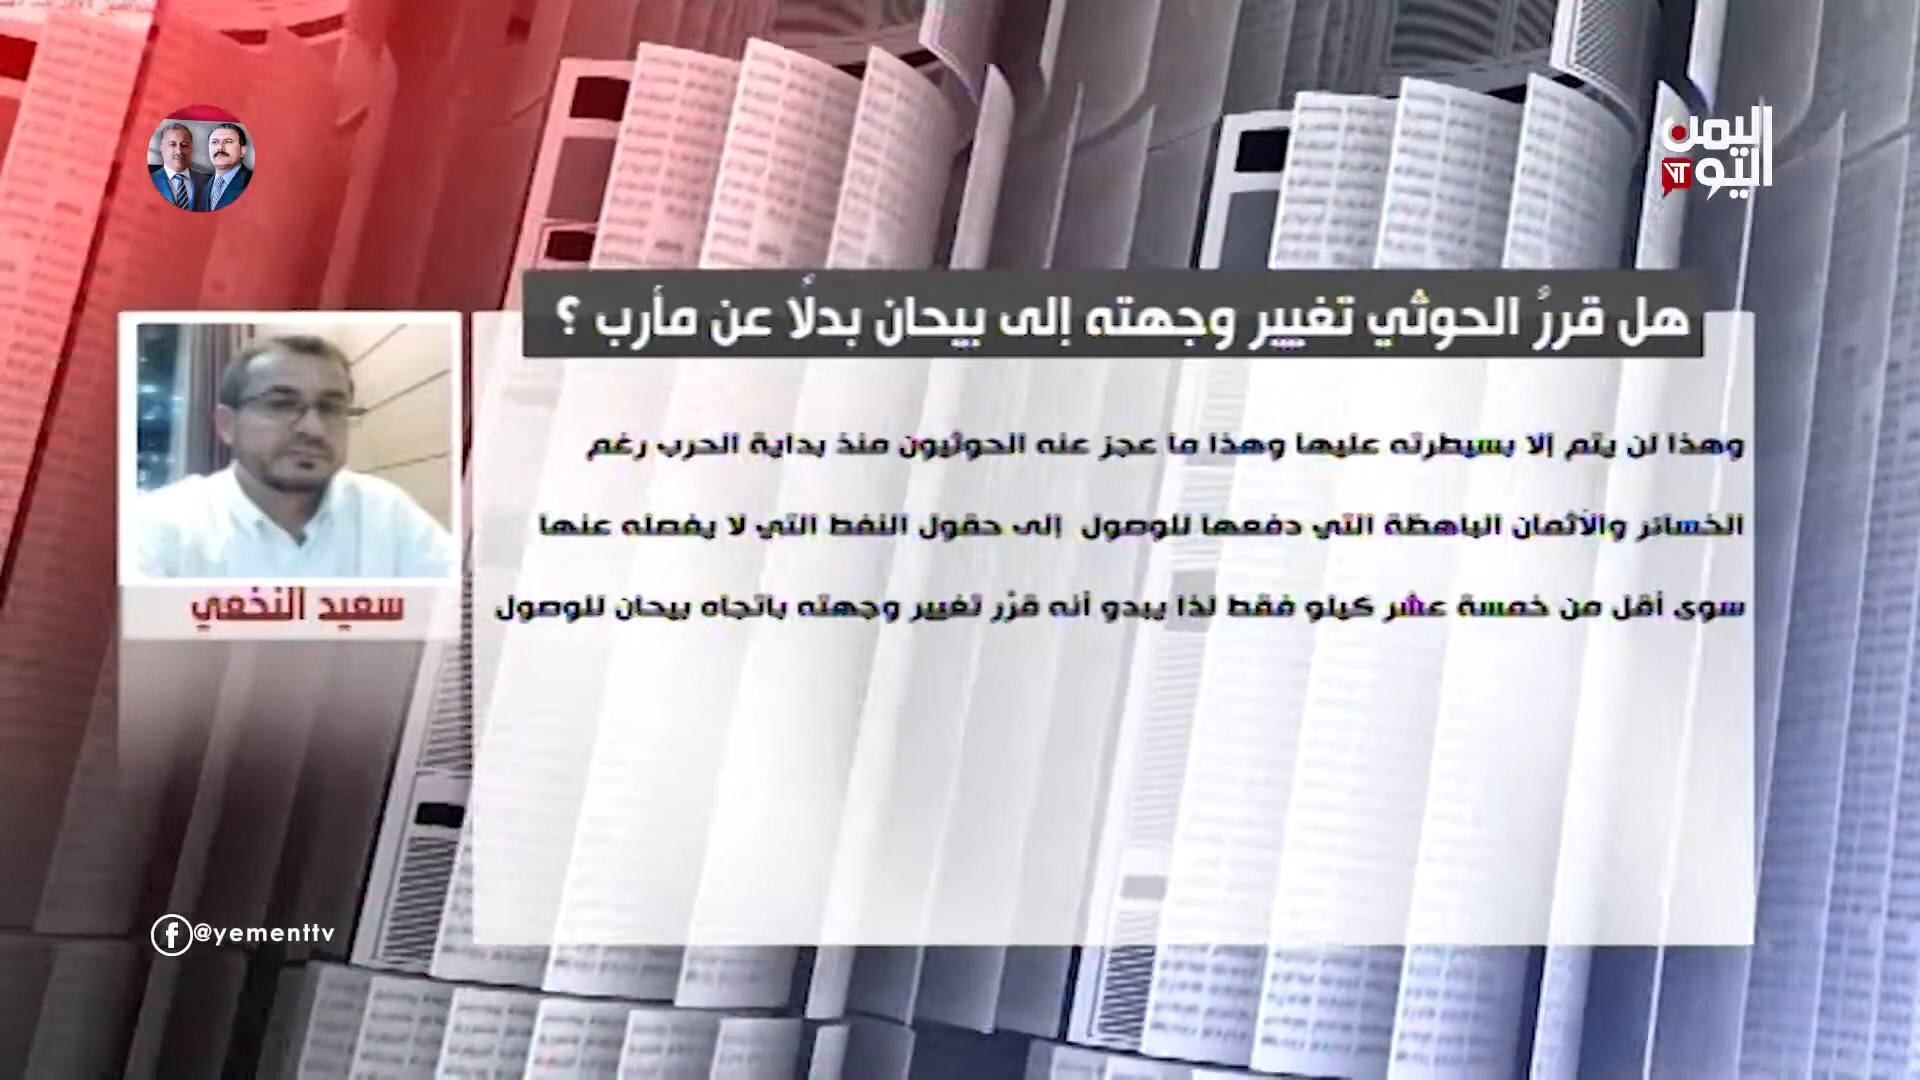 اليمن
اليوم
YT
هل قررُ الحوثي تغيير وجهته إلى بيحان بدلًا عن مأرب ؟
وهذا لن يتم إلا بسيطرته عليها وهذا ما عجز عنه الحوثيون منذ بداية الحرب رغم
الخسائر والأثمان الباهظة التي دفعها للوصول إلى حقول النفط التي لا يفصله عنها
سوى أقل من خمسة عشر كيلو فقط لذا يبدو أنه قرّر تغيير وجهته باتجاه بيحان للوصول
سعيد النخعي
f @yementtv